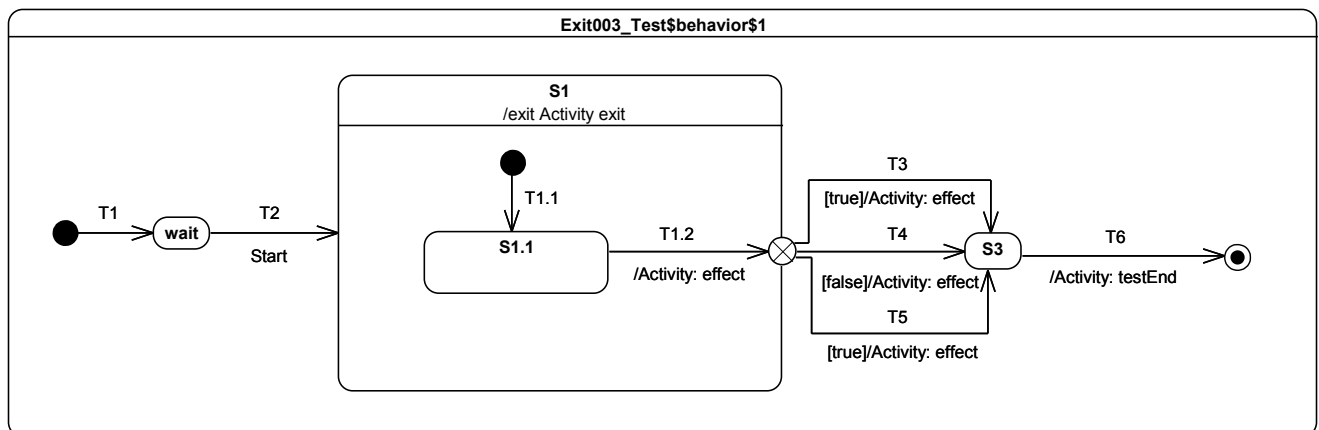 Exit003_Test$behavior$1
S1
/exit Activity exit
T1.1
T1
wait
T2
Start
S1.1
T1.2
/Activity: effect
T3
[true]/Activity: effect
T4
[false]/Activity: effect
T5
[true]/Activity: effect
S3
T6
/Activity: testEnd